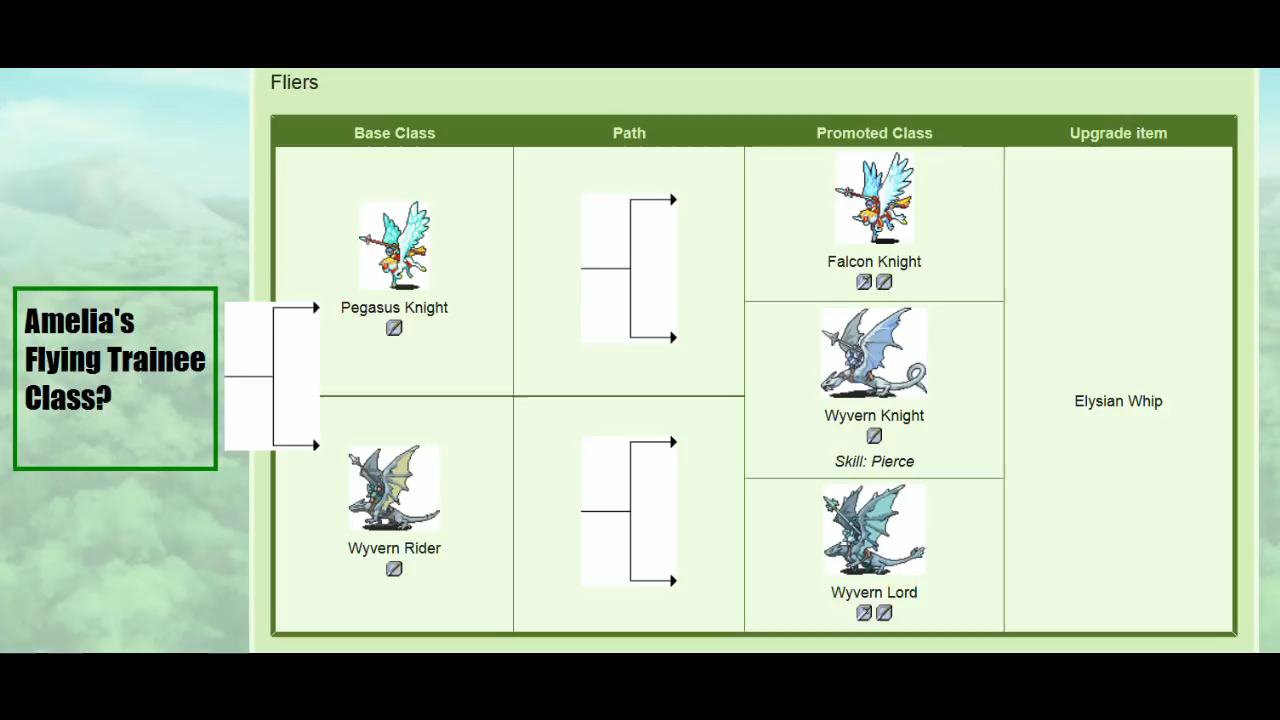 Fliers
Base Class
Path
Promoted Class
Upgrade item
Amelia's
Flying Trainee
Class?
Pegasus Knight
Falcon Knight
Wyvern Knight
Skill: Pierce
Elysian Whip
Wyvern Rider
Wyvern Lord